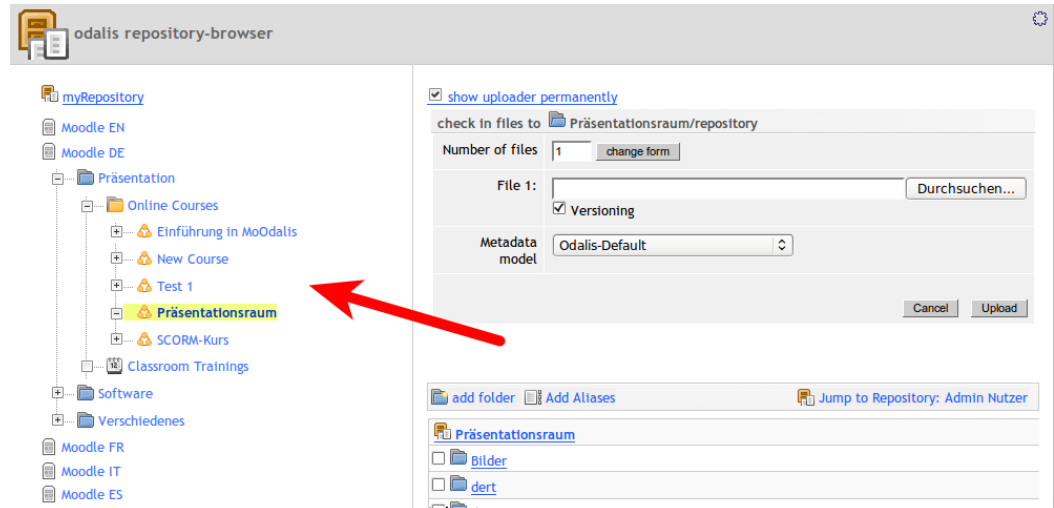 odalis repository-browser
myRepository
Moodle EN
Moodle DE
Präsentation
Online Courses
Einführung in MoOdalis
New Course
Test 1
Präsentationsraum
SCORM-Kurs
Classroom Trainings
Software
Verschiedenes
Moodle FR
Moodle IT
Moodle ES
show uploader permanently
check in files to Präsentationsraum/repository
Number of files 1 change form
File 1: Durchsuchen...
Versioning
Metadata model Odalis-Default
Cancel Upload
add folder Add Aliases Jump to Repository: Admin Nutzer
Präsentationsraum
Bilder
dert